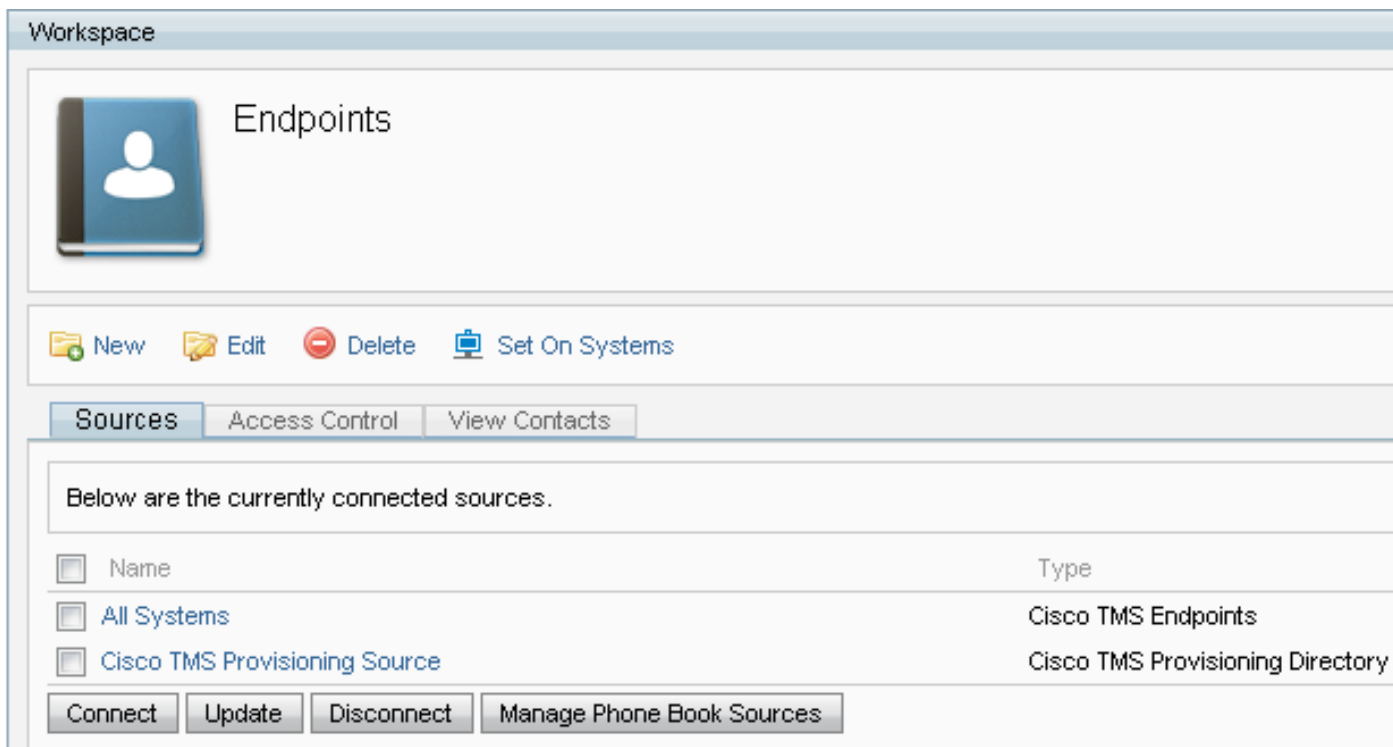 Workspace
Endpoints
New Edit Delete Set On Systems
Sources Access Control View Contacts
Below are the currently connected sources.
Name Type
All Systems Cisco TMS Endpoints
Cisco TMS Provisioning Source Cisco TMS Provisioning Directory
Connect Update Disconnect Manage Phone Book Sources